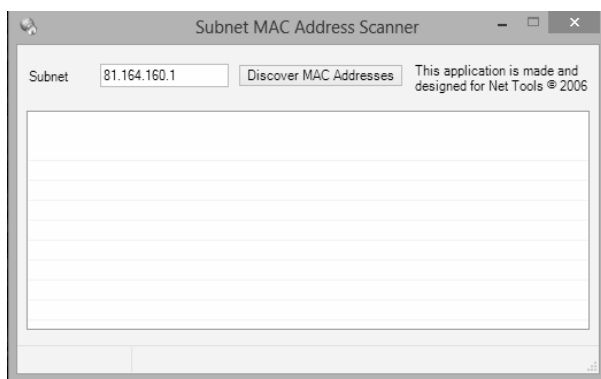 Subnet MAC Address Scanner
Subnet 81.164.160.1 Discover MAC Addresses This application is made and
designed for Net Tools © 2006